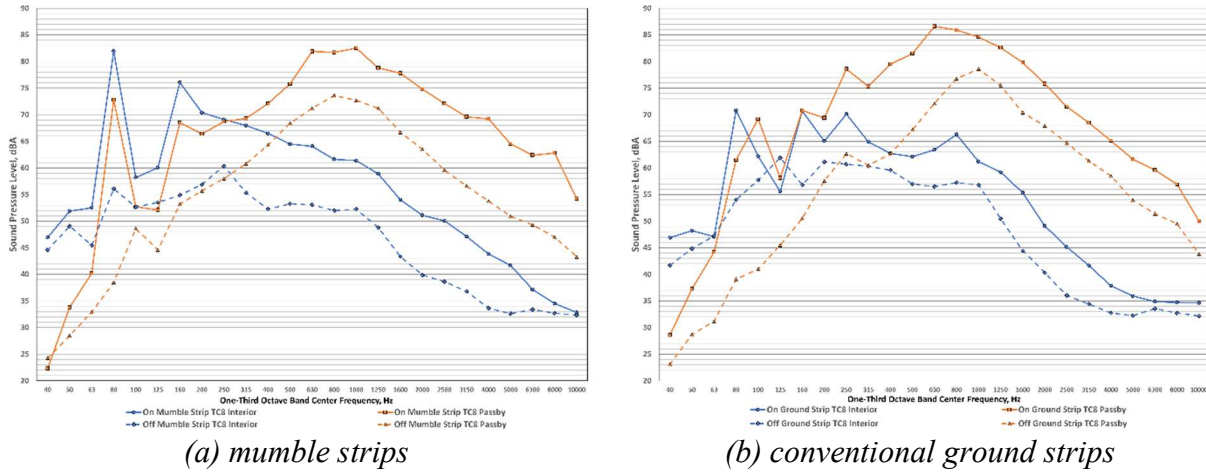 90
85
80
75
70
65
60
55
50
45
40
35
30
25
20
Sound Pressure Level, dBA
40 50 63 80 100 125 160 200 250 315 400 500 630 800 1000 1250 1600 2000 2500 3150 4000 5000 6300 8000 10000
One-Third Octave Band Center Frequency, Hz
On Mumble Strip TC8 Interior On Mumble Strip TC8 Passby
Off Mumble Strip TC8 Interior Off Mumble Strip TC8 Passby
(a) mumble strips
90
85
80
75
70
65
60
55
50
45
40
35
30
25
20
Sound Pressure Level, dBA
40 50 63 80 100 125 160 200 250 315 400 500 630 800 1000 1250 1600 2000 2500 3150 4000 5000 6300 8000 10000
One-Third Octave Band Center Frequency, Hz
On Ground Strip TC8 Interior On Ground Strip TC8 Passby
Off Ground Strip TC8 Interior Off Ground Strip TC8 Passby
(b) conventional ground strips